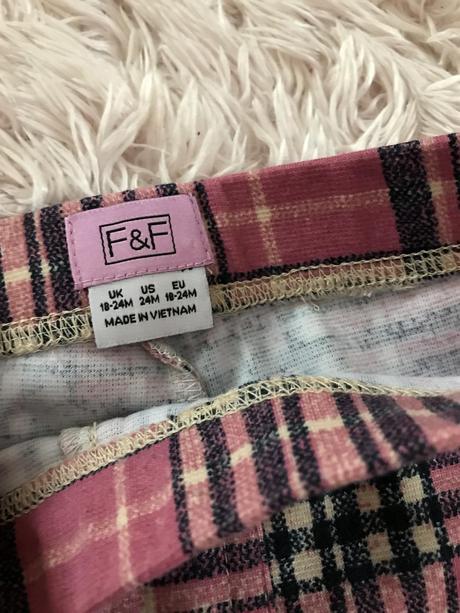 F&F
UK US EU
18-24M 24M 18-24M
MADE IN VIETNAM